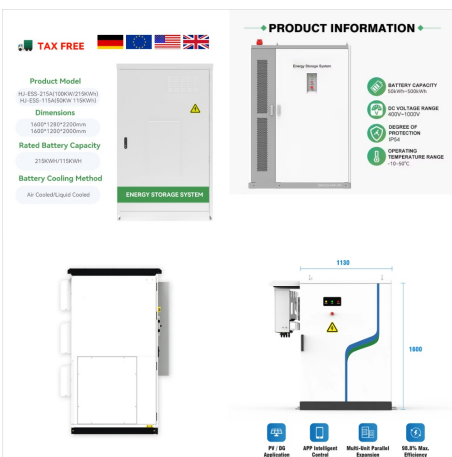 TAX FREE
Product Model
HJ-ESS-215A(100KW/215KWh)
HJ-ESS-115A(50KW 115KWh)
Dimensions
1600*1280*2200mm
1600*1200*2000mm
Rated Battery Capacity
215KWH/115KWH
Battery Cooling Method
Air Cooled/Liquid Cooled
ENERGY STORAGE SYSTEM
PRODUCT INFORMATION
Energy Storage System
BATTERY CAPACITY
50kWh~500kWh
DC VOLTAGE RANGE
400V~1000V
DEGREE OF
PROTECTION
IP54
OPERATING
TEMPERATURE RANGE
-10~50°C
1130
1600
PV / DG
Application
APP Intelligent
Control
Multi-Unit Parallel
Expansion
98.8% Max.
Efficiency